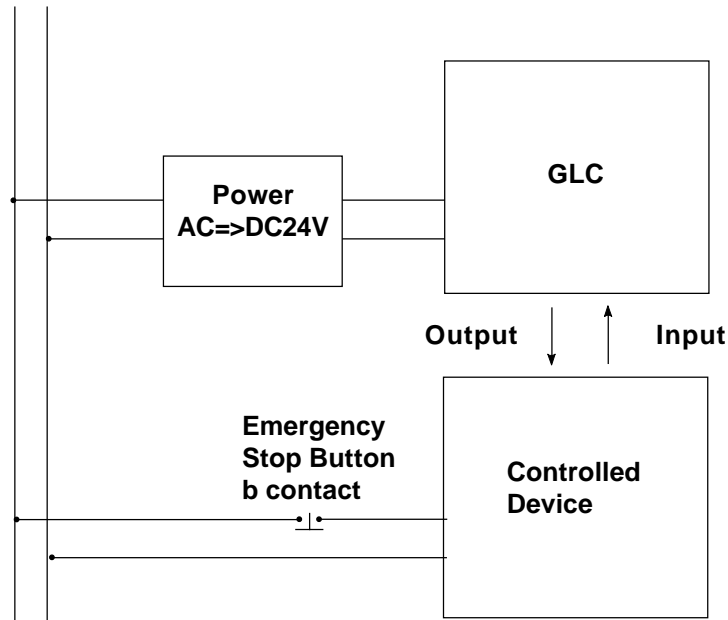 GLC
Power
AC=>DC24V
Output
Input
Emergency
Stop Button
b contact
Controlled
Device